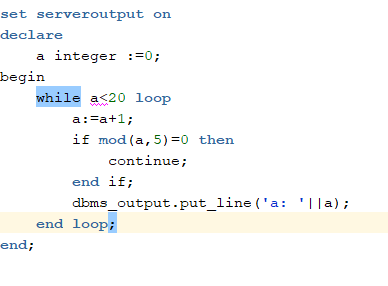 set serveroutput on
declare
    a integer :=0;
begin
    while a<20 loop
        a:=a+1;
        if mod(a,5)=0 then
            continue;
        end if;
        dbms_output.put_line('a: '||a);
    end loop;
end;